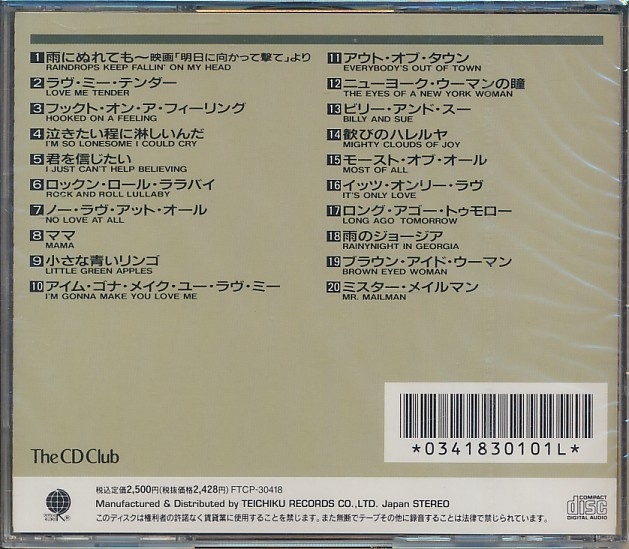 1 雨にぬれても〜映画「明日に向かって撃て」より
RAINDROPS KEEP FALLIN' ON MY HEAD
2 ラヴ・ミー・テンダー
LOVE ME TENDER
3 フックト・オン・ア・フィーリング
HOOKED ON A FEELING
4 泣きたい程に淋しいんだ
I'M SO LONESOME I COULD CRY
5 君を信じたい
I JUST CAN'T HELP BELIEVING
6 ロックン・ロール・ララバイ
ROCK AND ROLL LULLABY
7 ノー・ラヴ・アット・オール
NO LOVE AT ALL
8 ママ
MAMA
9 小さな青いリンゴ
LITTLE GREEN APPLES
10 アイム・ゴナ・メイク・ユー・ラヴ・ミー
I'M GONNA MAKE YOU LOVE ME
11 アウト・オブ・タウン
EVERYBODY'S OUT OF TOWN
12 ニューヨーク・ウーマンの瞳
THE EYES OF A NEW YORK WOMAN
13 ビリー・アンド・スー
BILLY AND SUE
14 歓びのハレルヤ
MIGHTY CLOUDS OF JOY
15 モースト・オブ・オール
MOST OF ALL
16 イッツ・オンリー・ラヴ
IT'S ONLY LOVE
17 ロング・アゴー・トゥモロー
LONG AGO TOMORROW
18 雨のジョージア
RAINYNIGHT IN GEORGIA
19 ブラウン・アイド・ウーマン
BROWN EYED WOMAN
20 ミスター・メイルマン
MR. MAILMAN
*0341830101L*
The CD Club
税込定価2,500円(税抜価格2,428円) FTCP-30418
Manufactured & Distributed by TEICHIKU RECORDS CO.,LTD. Japan STEREO
このディスクは権利者の許諾なく賃貸業に使用することを禁じます。また無断でテープその他に録音することは法律で禁じられています。
COMPACT
disc
DIGITAL AUDIO